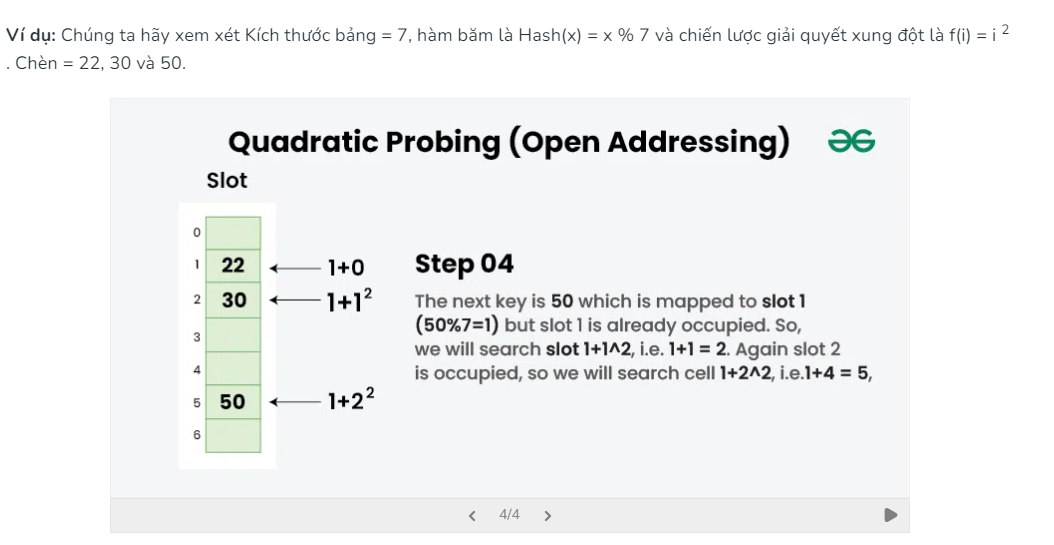 Ví dụ: Chúng ta hãy xem xét Kích thước bảng = 7, hàm băm là Hash(x) = x % 7 và chiến lược giải quyết xung đột là f(i) = i ²
. Chèn = 22, 30 và 50.
Quadratic Probing (Open Addressing)
Slot
0
1 22 1+0
2 30 1+1²
3
4
5 50 1+2²
6
Step 04
The next key is 50 which is mapped to slot 1
(50%7=1) but slot 1 is already occupied. So,
we will search slot 1+1^2, i.e. 1+1 = 2. Again slot 2
is occupied, so we will search cell 1+2^2, i.e.1+4 = 5,
4/4